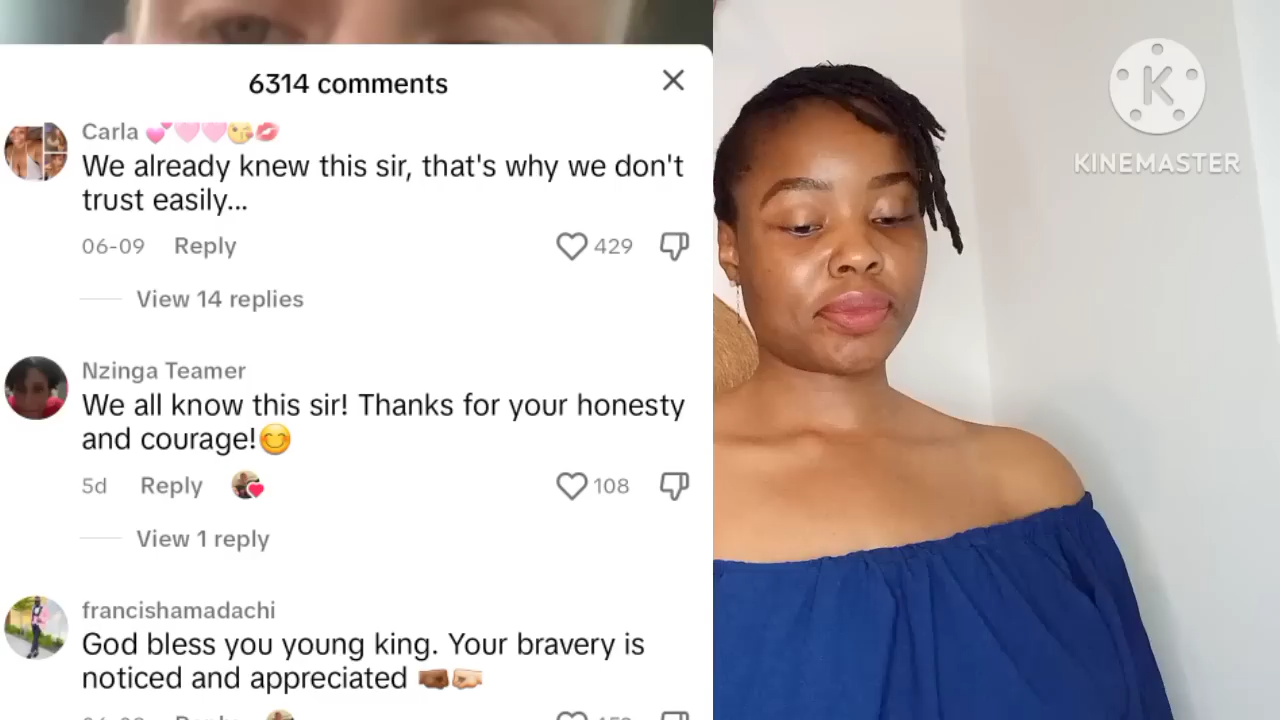 6314 comments
Carla 💕🩷🩷😘💋
We already knew this sir, that's why we don't
trust easily...
06-09 Reply 429
View 14 replies
Nzinga Teamer
We all know this sir! Thanks for your honesty
and courage!😊
5d Reply 108
View 1 reply
francishamadachi
God bless you young king. Your bravery is
noticed and appreciated 🤜🏾🤛🏻
Reply
K
KINEMASTER